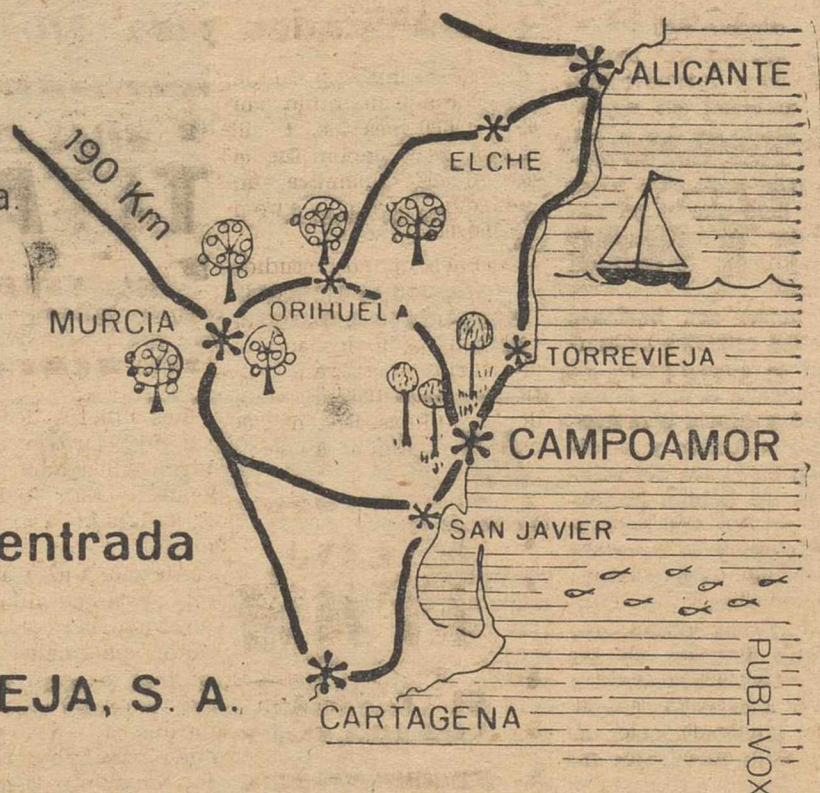 ALICANTE
ELCHE
190 Km
a.
ORIHUELA
MURCIA
TORREVIEJA
CAMPOAMOR
entrada
SAN JAVIER
EJA, S. A.
CARTAGENA
PUBLIVOX